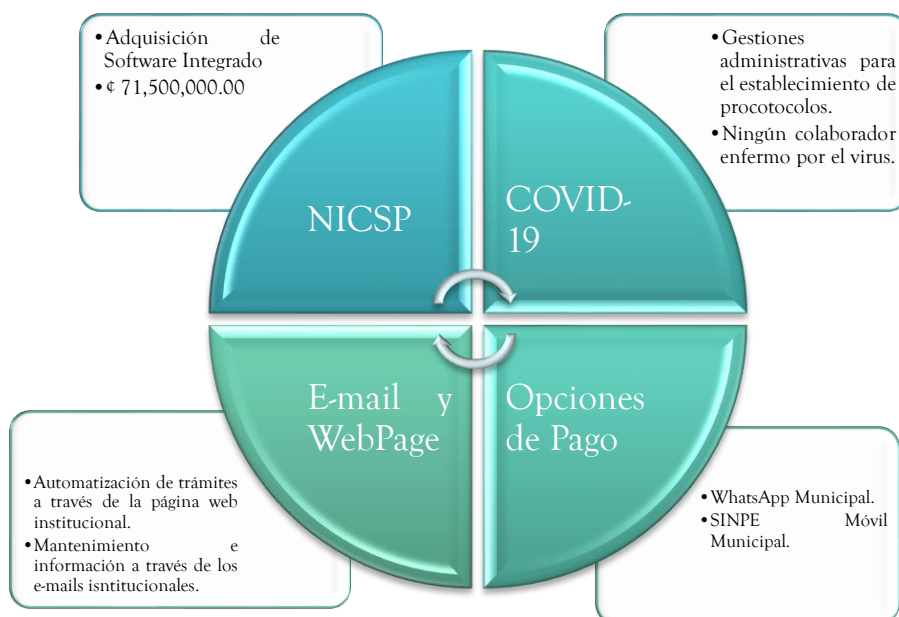 •Adquisición de
Software Integrado
•¢ 71,500,000.00
•Gestiones
administrativas para
el establecimiento de
procotocolos.
•Ningún colaborador
enfermo por el virus.
NICSP
COVID-
19
E-mail y
WebPage
Opciones
de Pago
•Automatización de trámites
a través de la página web
institucional.
•Mantenimiento e
información a través de los
e-mails isntitucionales.
•WhatsApp Municipal.
•SINPE Móvil
Municipal.